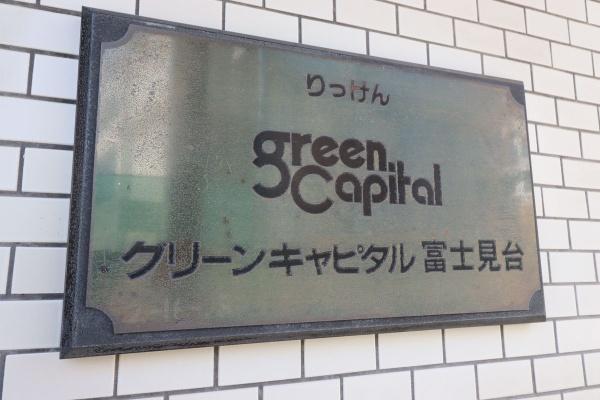 りっけん
green
Capital
グリーンキャピタル 富士見台